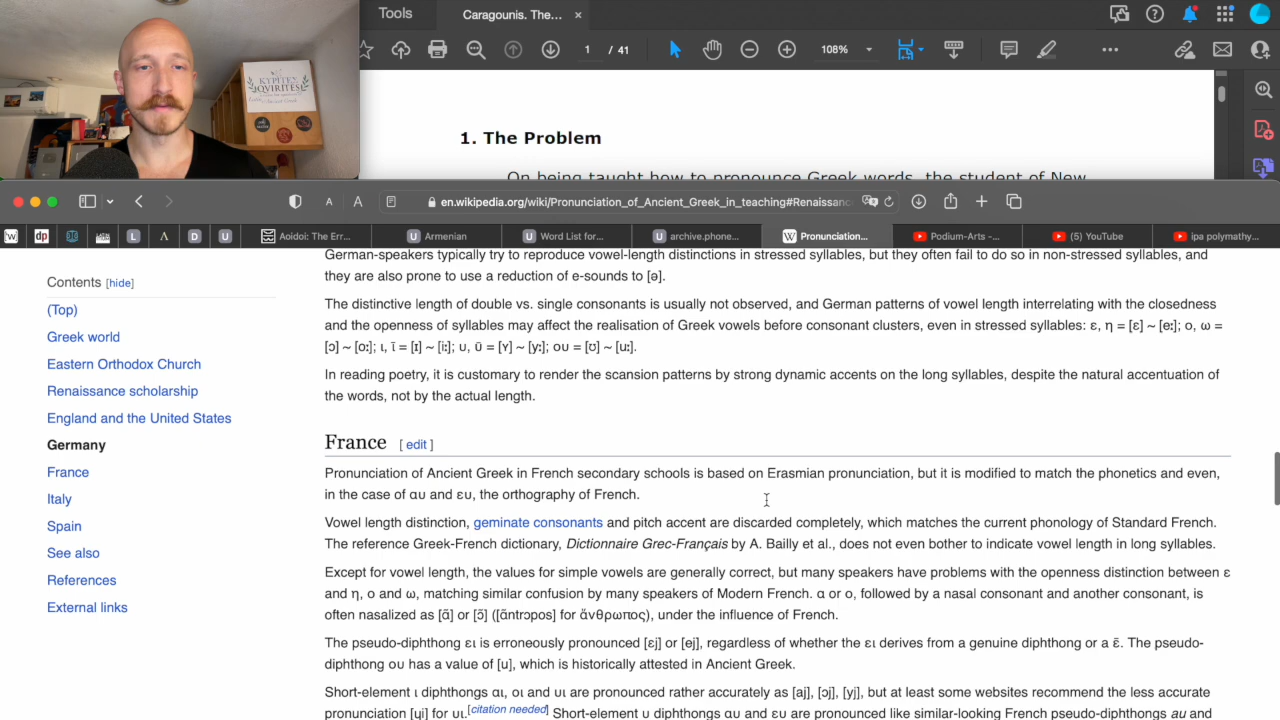 Tools
Caragounis. The...
1 / 41
108%
ΚΥΡΙΤΕΣ
IQVIRITES
1. The Problem
On being taught how to pronounce Greek words, the student of New
A A
en.wikipedia.org/wiki/Pronunciation_of_Ancient_Greek_in_teaching#Renaissanc
W dp L Λ D U
Aoidoi: The Err...
U Armenian
U Word List for...
U archive.phone...
W Pronunciation...
Podium-Arts -...
(5) YouTube
ipa polymathy...
Contents [hide]
(Top)
Greek world
Eastern Orthodox Church
Renaissance scholarship
England and the United States
Germany
France
Italy
Spain
See also
References
External links
German-speakers typically try to reproduce vowel-length distinctions in stressed syllables, but they often fail to do so in non-stressed syllables, and
they are also prone to use a reduction of e-sounds to [ə].
The distinctive length of double vs. single consonants is usually not observed, and German patterns of vowel length interrelating with the closedness
and the openness of syllables may affect the realisation of Greek vowels before consonant clusters, even in stressed syllables: ε, η = [ɛ] ~ [eː]; ο, ω =
[ɔ] ~ [oː]; ι, ῑ = [ɪ] ~ [iː]; υ, ῡ = [ʏ] ~ [yː]; ου = [ʊ] ~ [uː].
In reading poetry, it is customary to render the scansion patterns by strong dynamic accents on the long syllables, despite the natural accentuation of
the words, not by the actual length.
France [ edit ]
Pronunciation of Ancient Greek in French secondary schools is based on Erasmian pronunciation, but it is modified to match the phonetics and even,
in the case of αυ and ευ, the orthography of French.
Vowel length distinction, geminate consonants and pitch accent are discarded completely, which matches the current phonology of Standard French.
The reference Greek-French dictionary, Dictionnaire Grec-Français by A. Bailly et al., does not even bother to indicate vowel length in long syllables.
Except for vowel length, the values for simple vowels are generally correct, but many speakers have problems with the openness distinction between ε
and η, ο and ω, matching similar confusion by many speakers of Modern French. α or ο, followed by a nasal consonant and another consonant, is
often nasalized as [ɑ̃] or [ɔ̃] ([ɑ̃ntrɔpos] for ἄνθρωπος), under the influence of French.
The pseudo-diphthong ει is erroneously pronounced [ɛj] or [ej], regardless of whether the ει derives from a genuine diphthong or a ε̄. The pseudo-
diphthong ου has a value of [u], which is historically attested in Ancient Greek.
Short-element ι diphthongs αι, οι and υι are pronounced rather accurately as [aj], [ɔj], [yj], but at least some websites recommend the less accurate
pronunciation [ɥi] for υι.[citation needed] Short-element υ diphthongs αυ and ευ are pronounced like similar-looking French pseudo-diphthongs au and